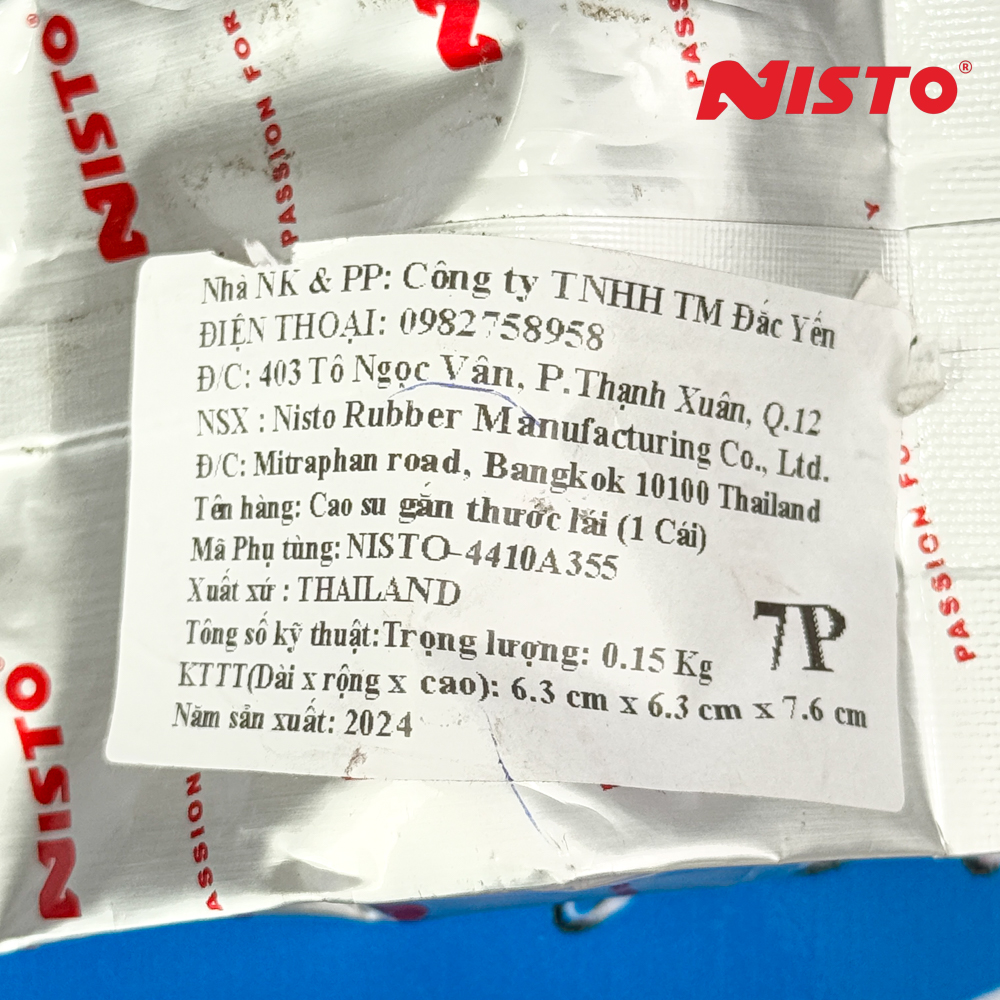 NISTO®
NISTO
PASSION FOR
PASS
Nhà NK & PP: Công ty TNHH TM Đắc Yến
ĐIỆN THOẠI: 0982758958
Đ/C: 403 Tô Ngọc Vân, P.Thạnh Xuân, Q.12
NSX : Nisto Rubber Manufacturing Co., Ltd.
Đ/C: Mitraphan road, Bangkok 10100 Thailand
Tên hàng: Cao su gắn thước lái (1 Cái)
Mã Phụ tùng: NISTO-4410A355
Xuất xứ : THAILAND
Tông số kỹ thuật:Trọng lượng: 0.15 Kg
7P
KTTT(Dài x rộng x cao): 6.3 cm x 6.3 cm x 7.6 cm
Năm sản xuất: 2024
PASSION FO
NISTO®
ASSION